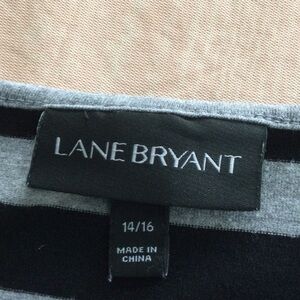 LANE BRYANT
14/16
MADE IN
CHINA